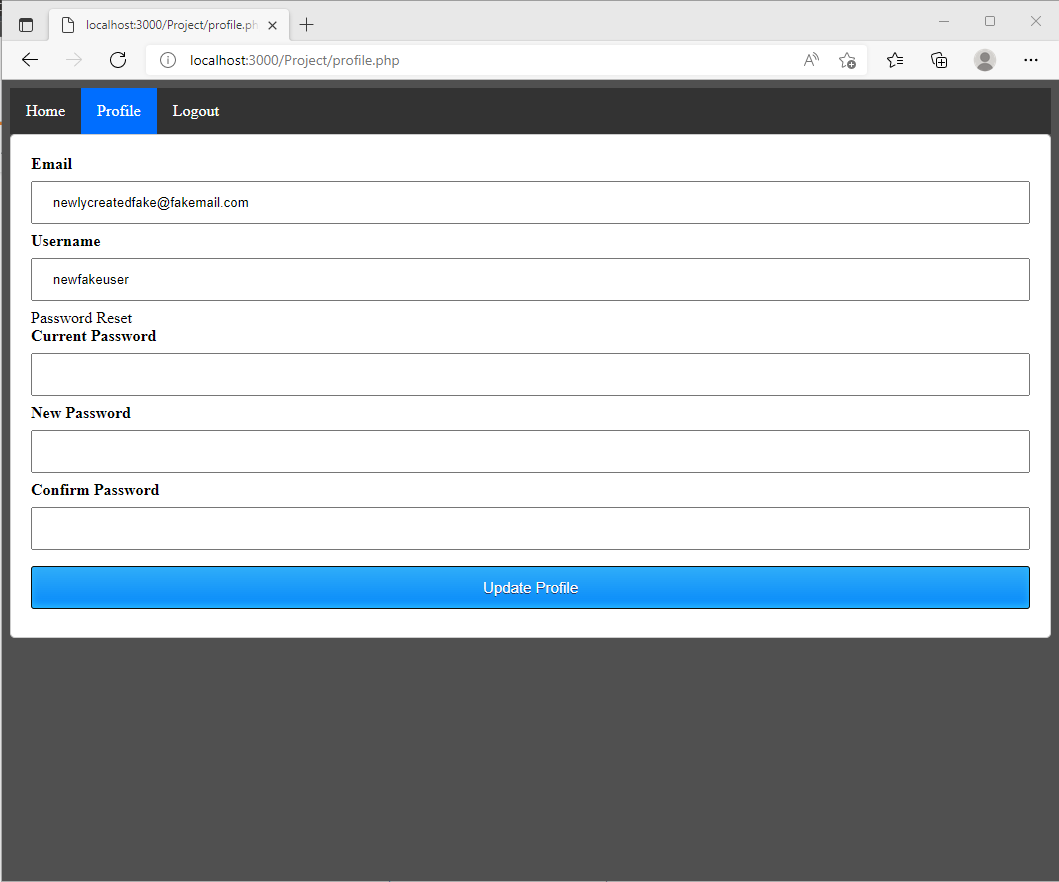 localhost:3000/Project/profile.ph
localhost:3000/Project/profile.php
Home Profile Logout
Email
newlycreatedfake@fakemail.com
Username
newfakeuser
Password Reset
Current Password
New Password
Confirm Password
Update Profile